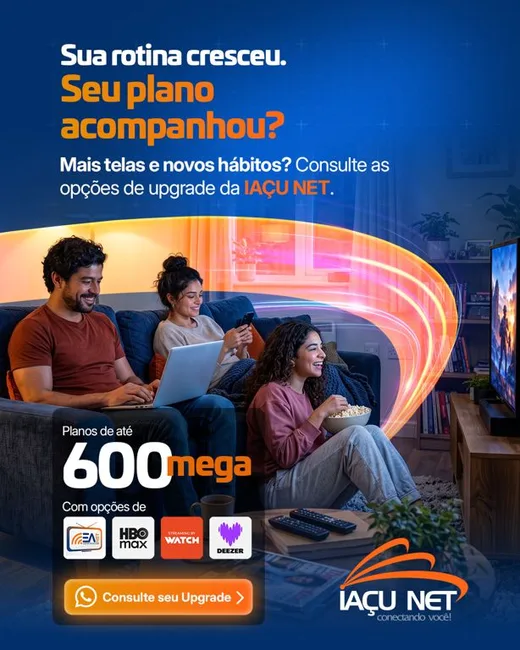 Sua rotina cresceu.
Seu plano
acompanhou?
Mais telas e novos hábitos? Consulte as
opções de upgrade da IAÇU NET.
Planos de até
600mega
Com opções de
EA
HBO
max
WATCH
DEEZER
Consulte seu Upgrade
IAÇU NET
conectando você!